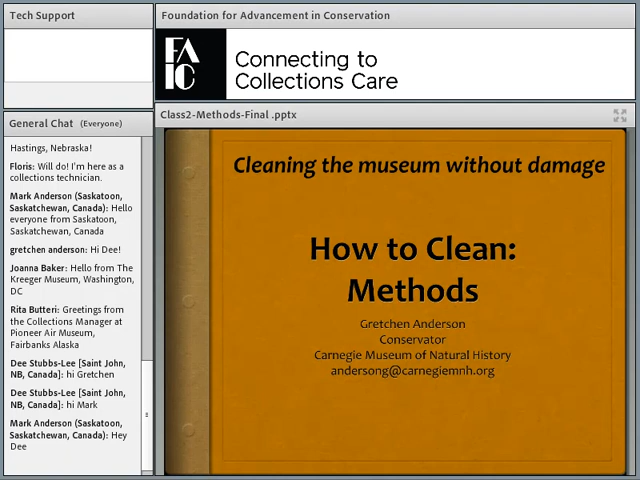 Tech Support
Foundation for Advancement in Conservation
FA
IC
Connecting to
Collections Care
General Chat (Everyone)
Hastings, Nebraska!
Floris: Will do! I'm here as a
collections technician.
Mark Anderson (Saskatoon,
Saskatchewan, Canada): Hello
everyone from Saskatoon,
Saskatchewan, Canada
gretchen anderson: Hi Dee!
Joanna Baker: Hello from The
Kreeger Museum, Washington,
DC
Rita Butteri: Greetings from
the Collections Manager at
Pioneer Air Museum,
Fairbanks Alaska
Dee Stubbs-Lee [Saint John,
NB, Canada]: hi Gretchen
Dee Stubbs-Lee [Saint John,
NB, Canada]: hi Mark
Mark Anderson (Saskatoon,
Saskatchewan, Canada): Hey
Dee
Class2-Methods-Final .pptx
Cleaning the museum without damage
How to Clean:
Methods
Gretchen Anderson
Conservator
Carnegie Museum of Natural History
andersong@carnegiemnh.org